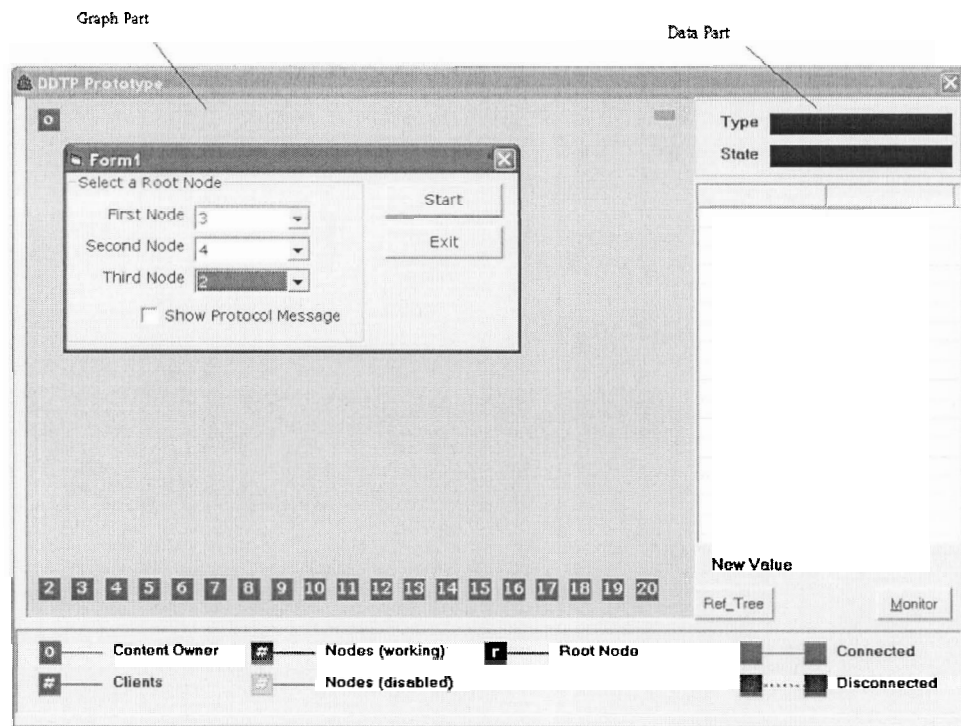 Graph Part
Data Part
DDTP Prototype
o
Type
State
Form1
Select a Root Node
First Node 3
Second Node 4
Third Node 2
Show Protocol Message
Start
Exit
New Value
2 3 4 5 6 7 8 9 10 11 12 13 14 15 16 17 18 19 20
Ref_Tree
Monitor
o Content Owner
# Nodes (working)
r Root Node
Connected
# Clients
# Nodes (disabled)
Disconnected